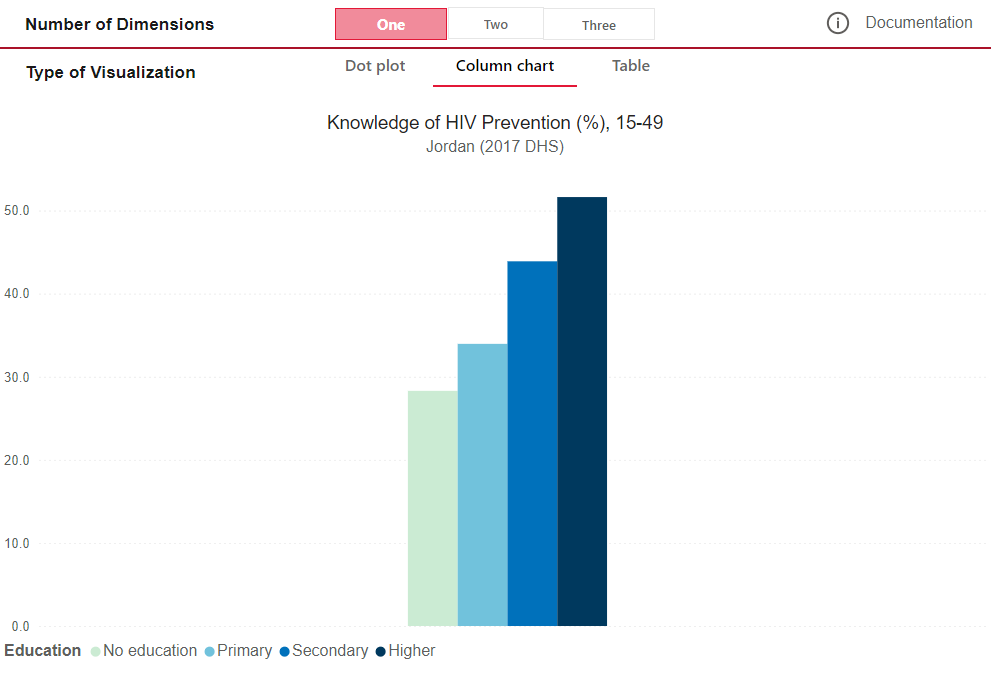 Number of Dimensions One Two Three Documentation
Type of Visualization Dot plot Column chart Table
Knowledge of HIV Prevention (%), 15-49
Jordan (2017 DHS)
50.0
40.0
30.0
20.0
10.0
0.0
Education No education Primary Secondary Higher